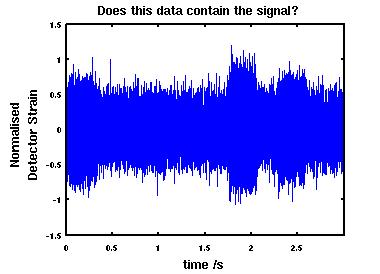 Does this data contain the signal?
Normalised
Detector Strain
1.5
1
0.5
0
-0.5
-1
-1.5
0 0.5 1 1.5 2 2.5
time /s